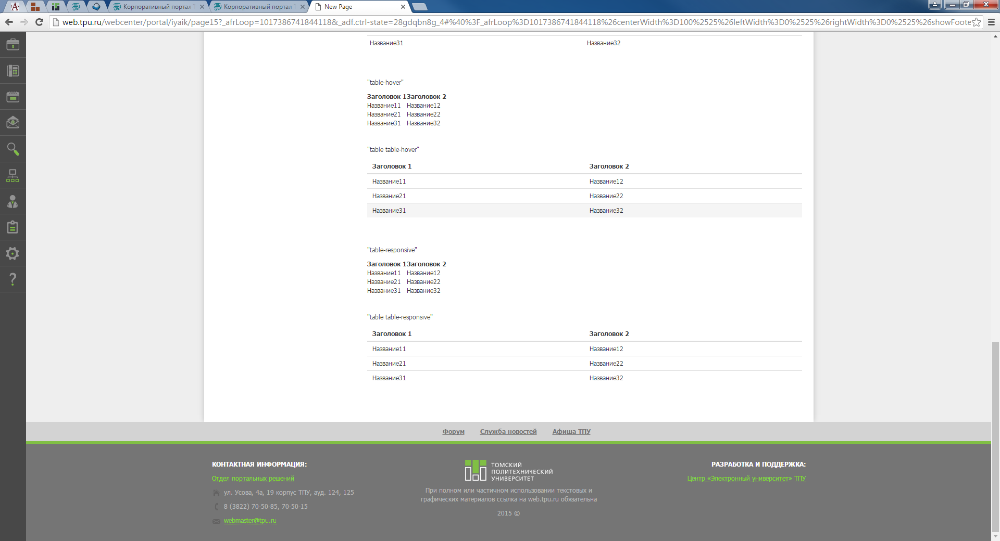 Корпоративный портал
Корпоративный портал
New Page
web.tpu.ru/webcenter/portal/iyaik/page15?_afrLoop=1017386741844118&_adf.ctrl-state=28gdqbn8g_4#%40%3F_afrLoop%3D1017386741844118%26centerWidth%3D100%2525%26leftWidth%3D0%2525%26rightWidth%3D0%2525%26showFoote
Название31 Название32
"table-hover"
Заголовок 1 Заголовок 2
Название11 Название12
Название21 Название22
Название31 Название32
"table table-hover"
Заголовок 1 Заголовок 2
Название11 Название12
Название21 Название22
Название31 Название32
"table-responsive"
Заголовок 1 Заголовок 2
Название11 Название12
Название21 Название22
Название31 Название32
"table table-responsive"
Заголовок 1 Заголовок 2
Название11 Название12
Название21 Название22
Название31 Название32
Форум Служба новостей Афиша ТПУ
КОНТАКТНАЯ ИНФОРМАЦИЯ:
Отдел портальных решений
ул. Усова, 4а, 19 корпус ТПУ, ауд. 124, 125
8 (3822) 70-50-85, 70-50-15
webmaster@tpu.ru
ТОМСКИЙ
ПОЛИТЕХНИЧЕСКИЙ
УНИВЕРСИТЕТ
При полном или частичном использовании текстовых и
графических материалов ссылка на web.tpu.ru обязательна
2015 ©
РАЗРАБОТКА И ПОДДЕРЖКА:
Центр «Электронный университет» ТПУ